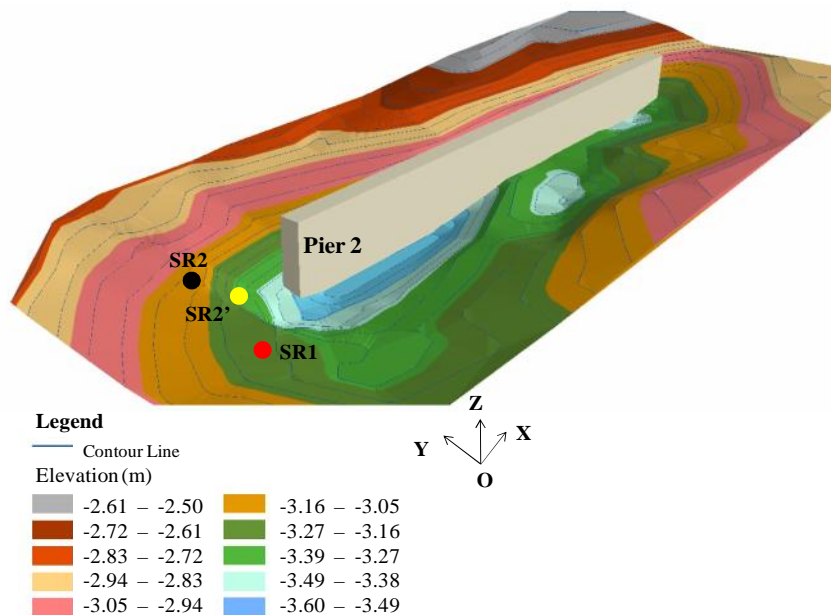 Pier 2
SR2
SR2’
SR1
Z
Y
X
O
Legend
Contour Line
Elevation (m)
-2.61 – -2.50
-2.72 – -2.61
-2.83 – -2.72
-2.94 – -2.83
-3.05 – -2.94
-3.16 – -3.05
-3.27 – -3.16
-3.39 – -3.27
-3.49 – -3.38
-3.60 – -3.49